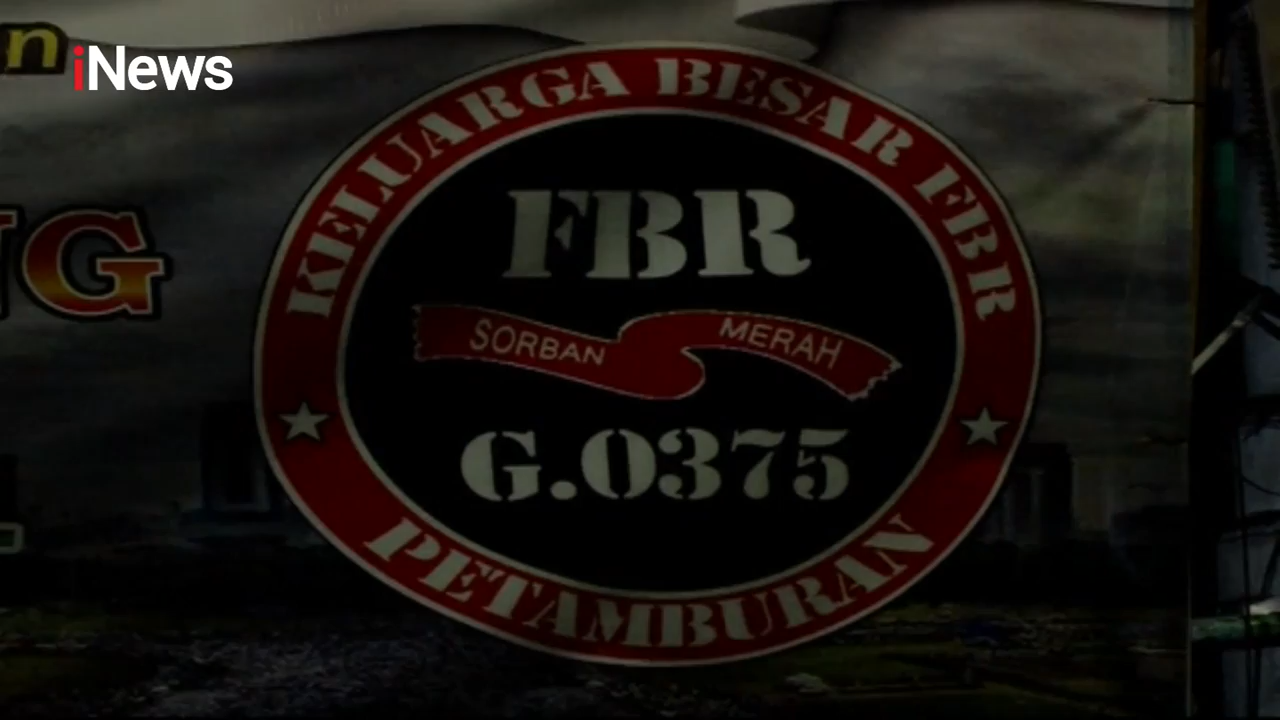 n
iNews
KELUARGA BESAR FBR
FBR
SORBAN MERAH
G.0375
PETAMBURAN
G